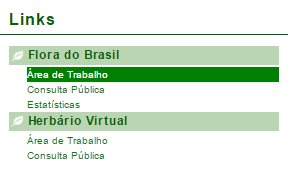 Links
Flora do Brasil
Área de Trabalho
Consulta Pública
Estatísticas
Herbário Virtual
Área de Trabalho
Consulta Pública